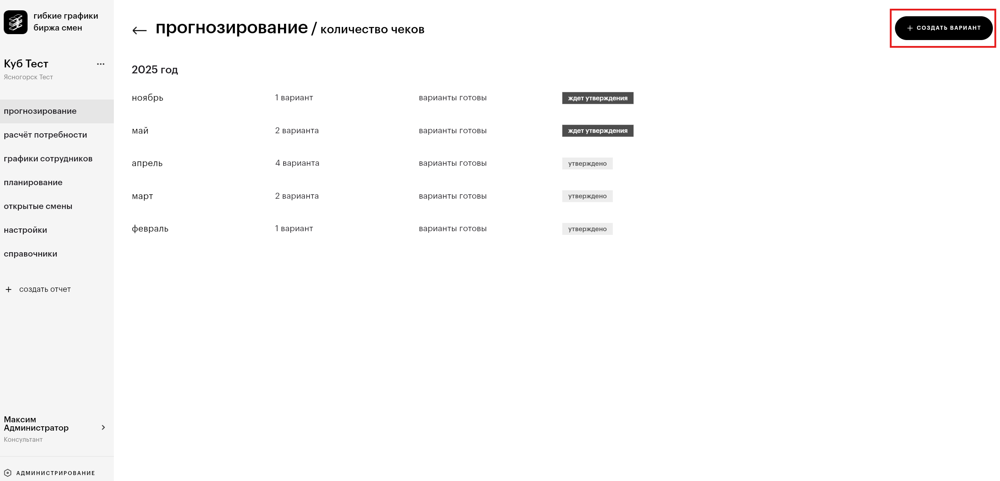 гибкие графики
биржа смен
Куб Тест
Ясногорск Тест
прогнозирование
расчёт потребности
графики сотрудников
планирование
открытые смены
настройки
справочники
+ создать отчет
Максим
Администратор
Консультант
АДМИНИСТРИРОВАНИЕ
← прогнозирование / количество чеков
+ СОЗДАТЬ ВАРИАНТ
2025 год
ноябрь 1 вариант варианты готовы ждет утверждения
май 2 варианта варианты готовы ждет утверждения
апрель 4 варианта варианты готовы утверждено
март 2 варианта варианты готовы утверждено
февраль 1 вариант варианты готовы утверждено